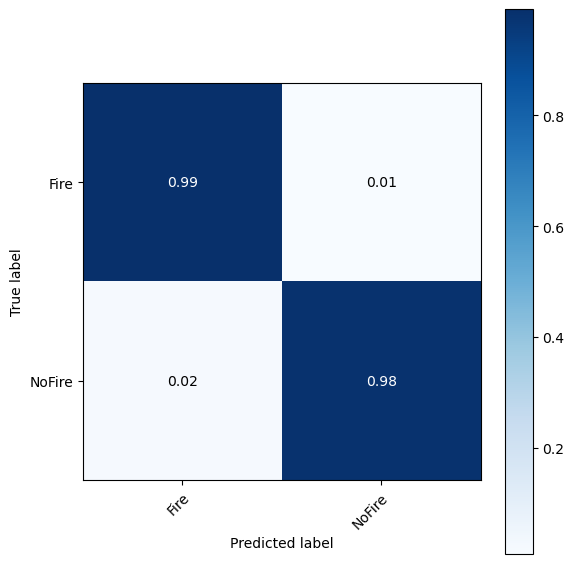 0.8
Fire
0.99
0.01
0.6
True label
0.4
NoFire
0.02
0.98
0.2
Fire
NoFire
Predicted label